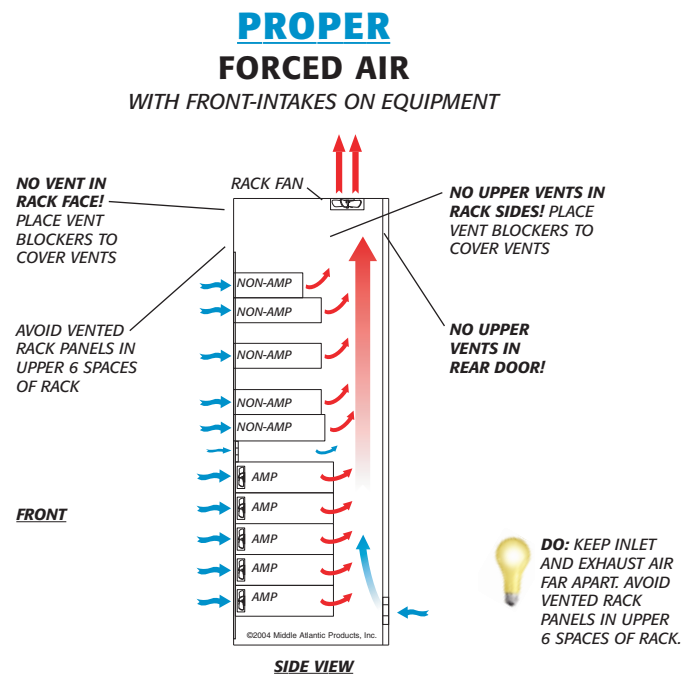 PROPER
FORCED AIR
WITH FRONT-INTAKES ON EQUIPMENT
NO VENT IN
RACK FACE!
PLACE VENT
BLOCKERS TO
COVER VENTS
RACK FAN
NO UPPER VENTS IN
RACK SIDES! PLACE
VENT BLOCKERS TO
COVER VENTS
AVOID VENTED
RACK PANELS IN
UPPER 6 SPACES
OF RACK
NO UPPER
VENTS IN
REAR DOOR!
NON-AMP
NON-AMP
NON-AMP
NON-AMP
NON-AMP
AMP
AMP
AMP
AMP
AMP
FRONT
DO: KEEP INLET
AND EXHAUST AIR
FAR APART. AVOID
VENTED RACK
PANELS IN UPPER
6 SPACES OF RACK.
©2004 Middle Atlantic Products, Inc.
SIDE VIEW